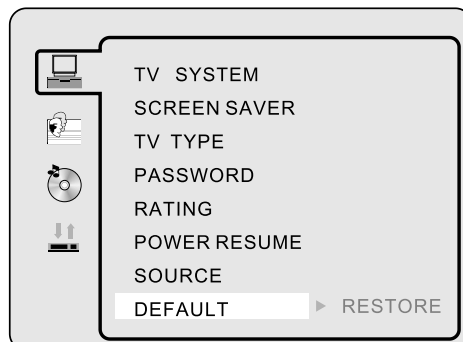 TV SYSTEM
SCREEN SAVER
TV TYPE
PASSWORD
RATING
POWER RESUME
SOURCE
DEFAULT RESTORE